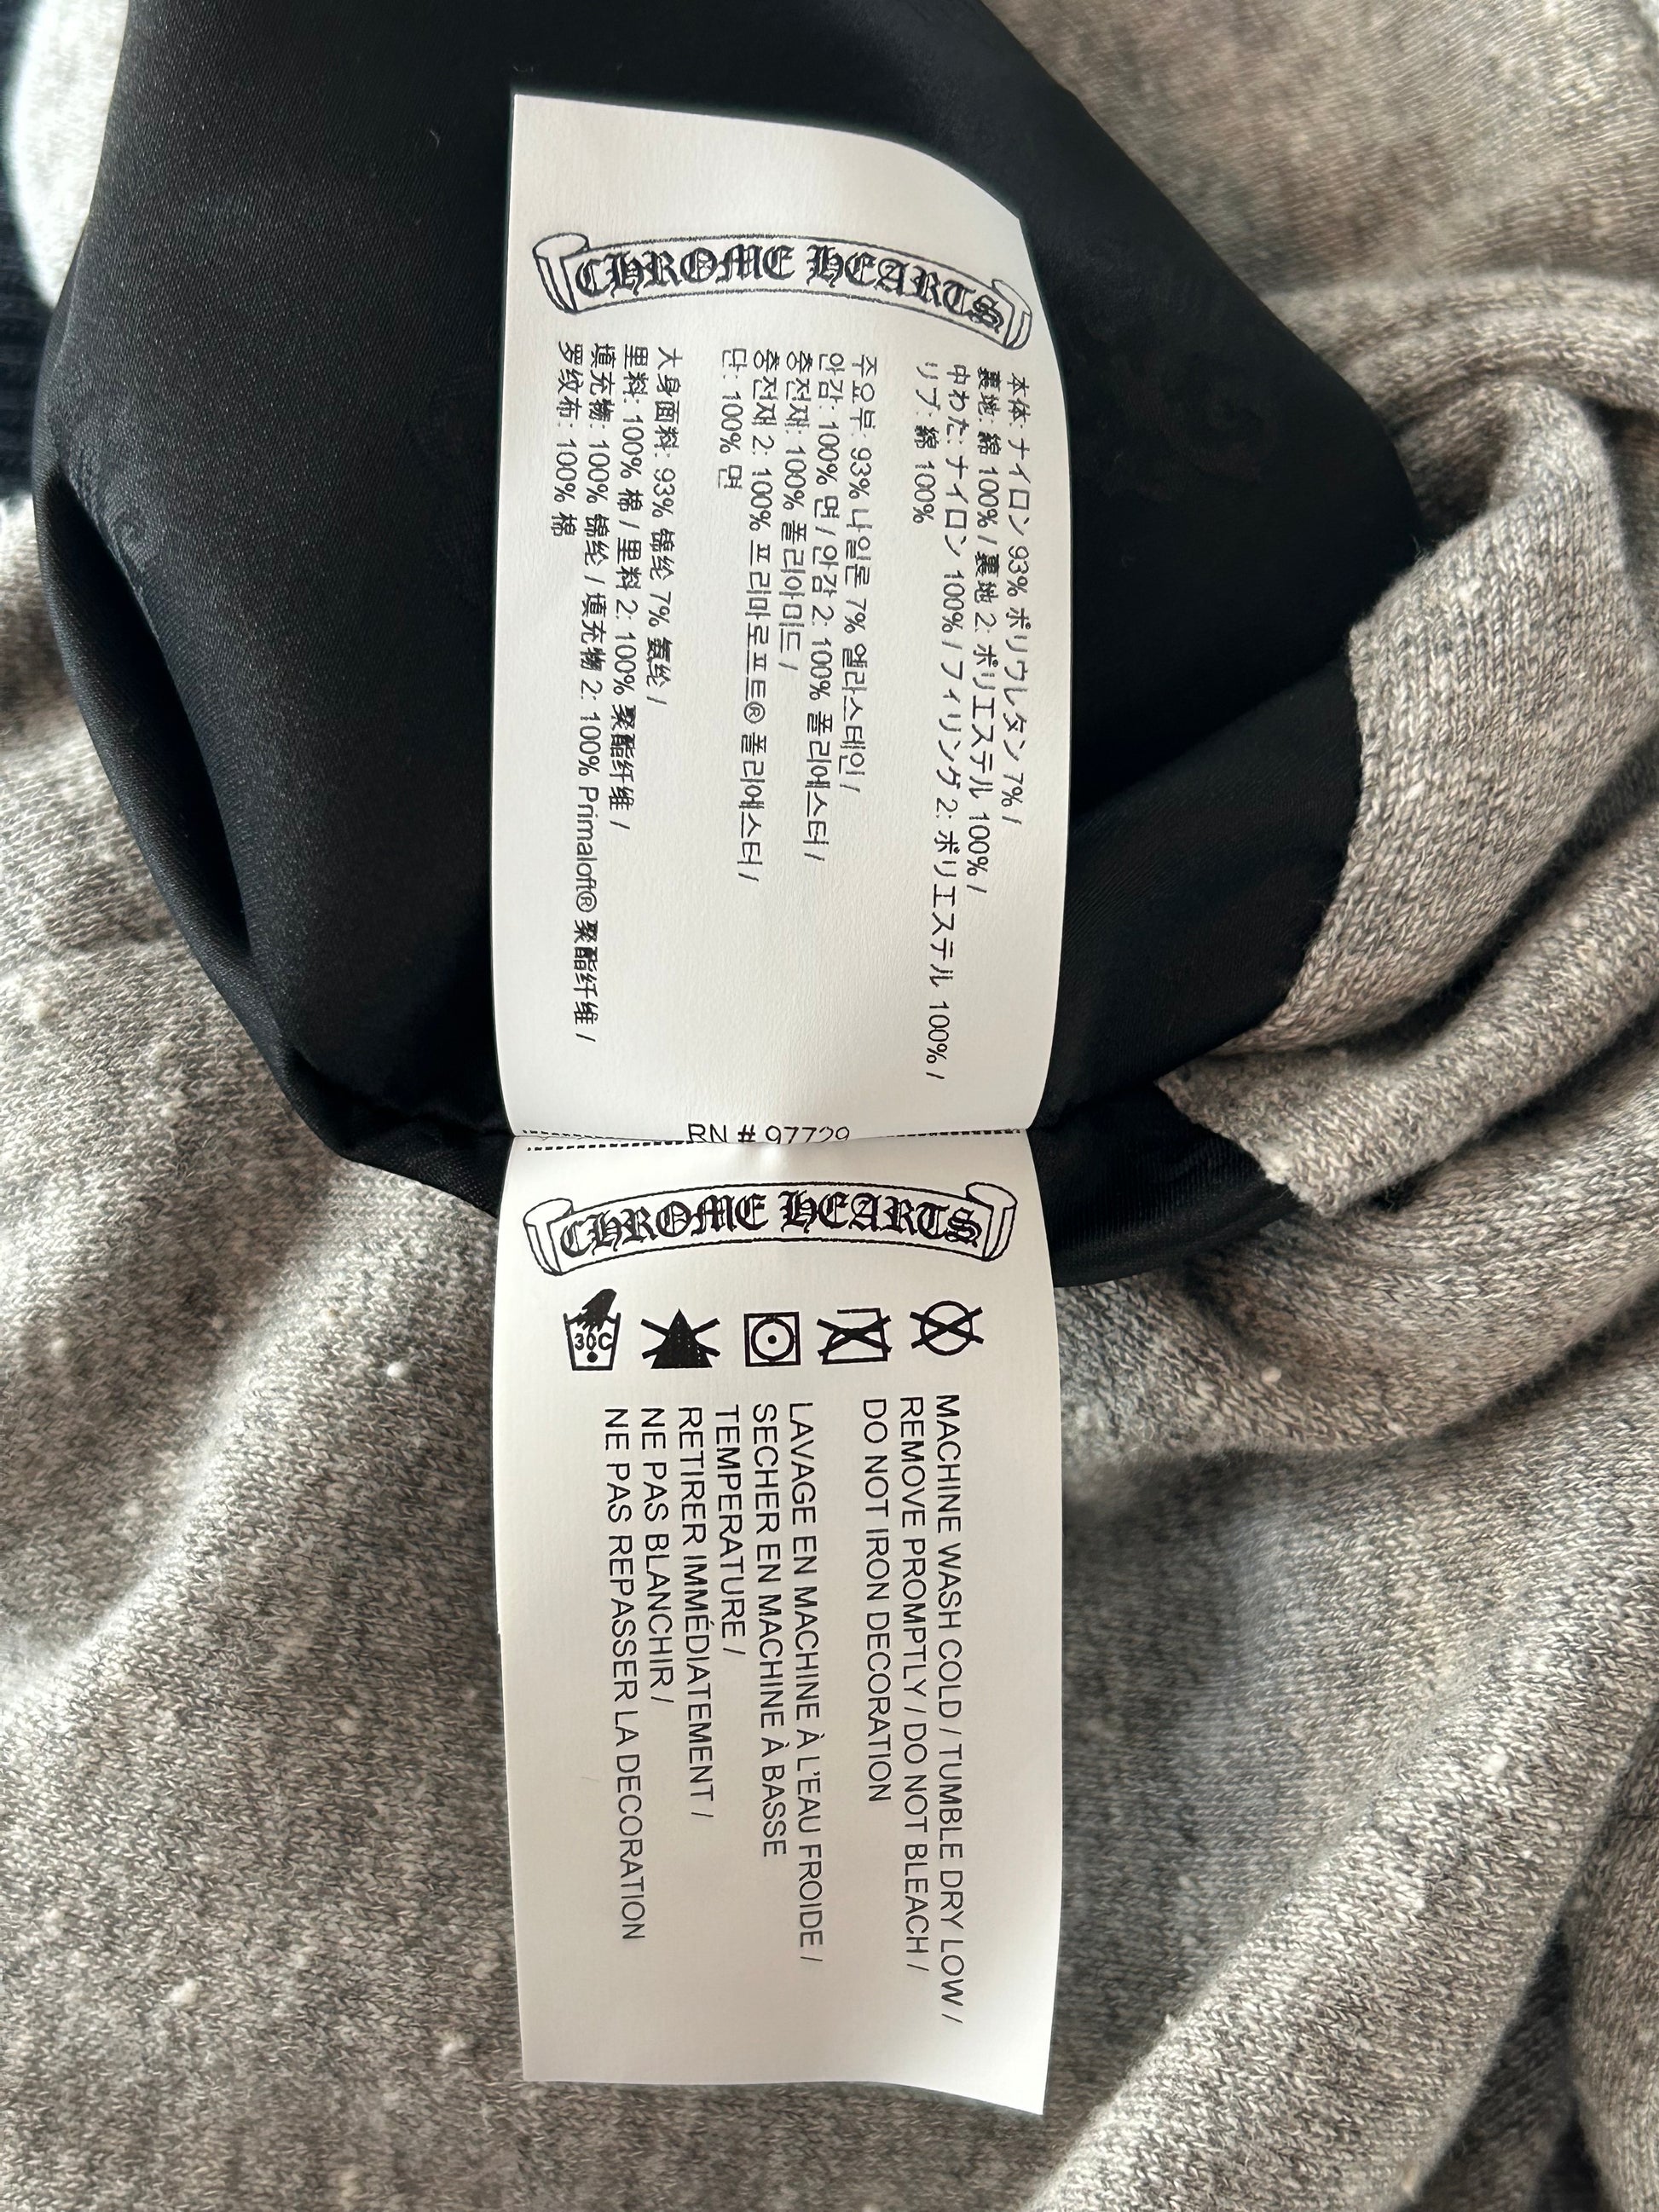 CHROME HEARTS
本体: ナイロン 93% ポリウレタン 7% /
裏地: 綿 100% / 裏地 2: ポリエステル 100% /
中わた: ナイロン 100% / フィリング 2: ポリエステル 100% /
リブ: 綿 100%
주요부: 93% 나일론 7% 엘라스테인 /
안감: 100% 면 / 안감 2: 100% 폴리에스터 /
충전재: 100% 폴리아미드 /
충전재 2: 100% 프리마로프트® 폴리에스터 /
단: 100% 면
大身面料: 93% 锦纶 7% 氨纶 /
里料: 100% 棉 / 里料 2: 100% 聚酯纤维 /
填充物: 100% 锦纶 / 填充物 2: 100% Primaloft® 聚酯纤维 /
罗纹布: 100% 棉
RN # 97729
CHROME HEARTS
30C
MACHINE WASH COLD / TUMBLE DRY LOW /
REMOVE PROMPTLY / DO NOT BLEACH /
DO NOT IRON DECORATION
LAVAGE EN MACHINE À L'EAU FROIDE /
SECHER EN MACHINE À BASSE
TEMPERATURE /
RETIRER IMMÉDIATEMENT /
NE PAS BLANCHIR /
NE PAS REPASSER LA DECORATION